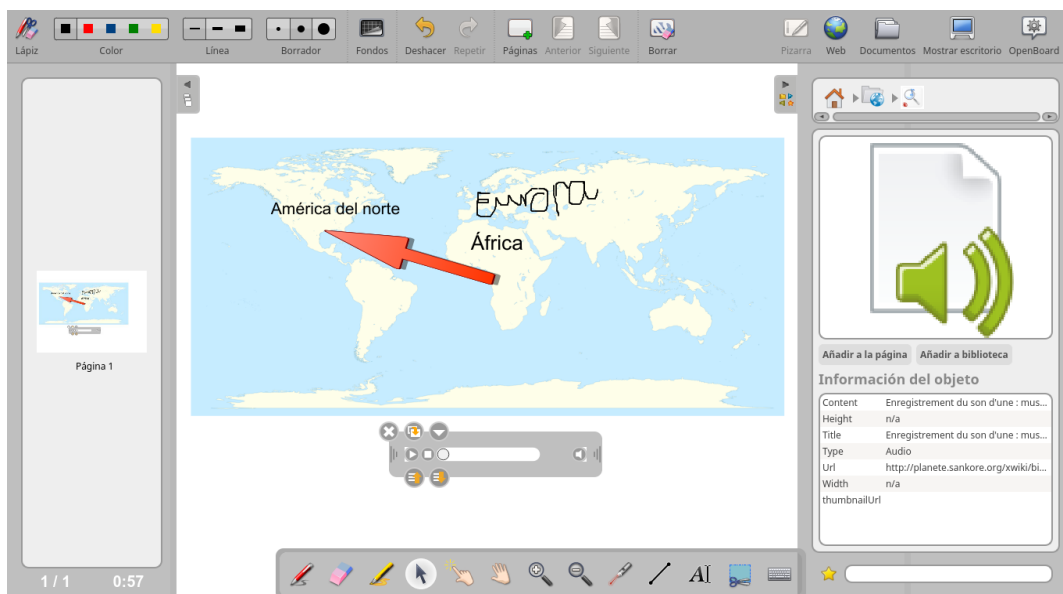 Lápiz
Color
Línea
Borrador
Fondos
Deshacer
Repetir
Páginas
Anterior
Siguiente
Borrar
Pizarra
Web
Documentos
Mostrar escritorio
OpenBoard
América del norte
Europa
África
Página 1
1 / 1 0:57
Añadir a la página Añadir a biblioteca
Información del objeto
Content Enregistrement du son d'une : mus...
Height n/a
Title Enregistrement du son d'une : mus...
Type Audio
Url http://planete.sankore.org/xwiki/bi...
Width n/a
thumbnailUrl
AI